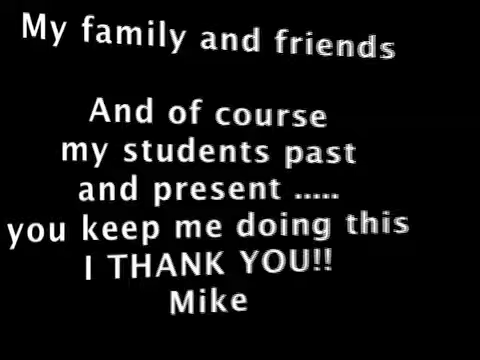 My family and friends
And of course
my students past
and present .....
you keep me doing this
I THANK YOU!!
Mike